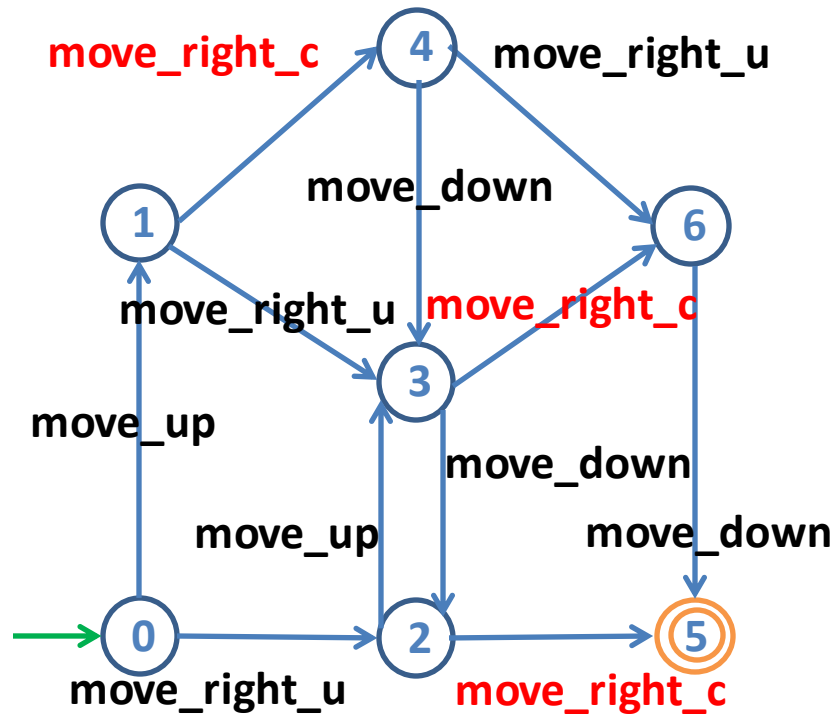 4
move_right_c
move_right_u
move_down
1
6
move_right_u
move_right_c
3
move_up
move_down
move_up
move_down
0
2
5
move_right_u
move_right_c